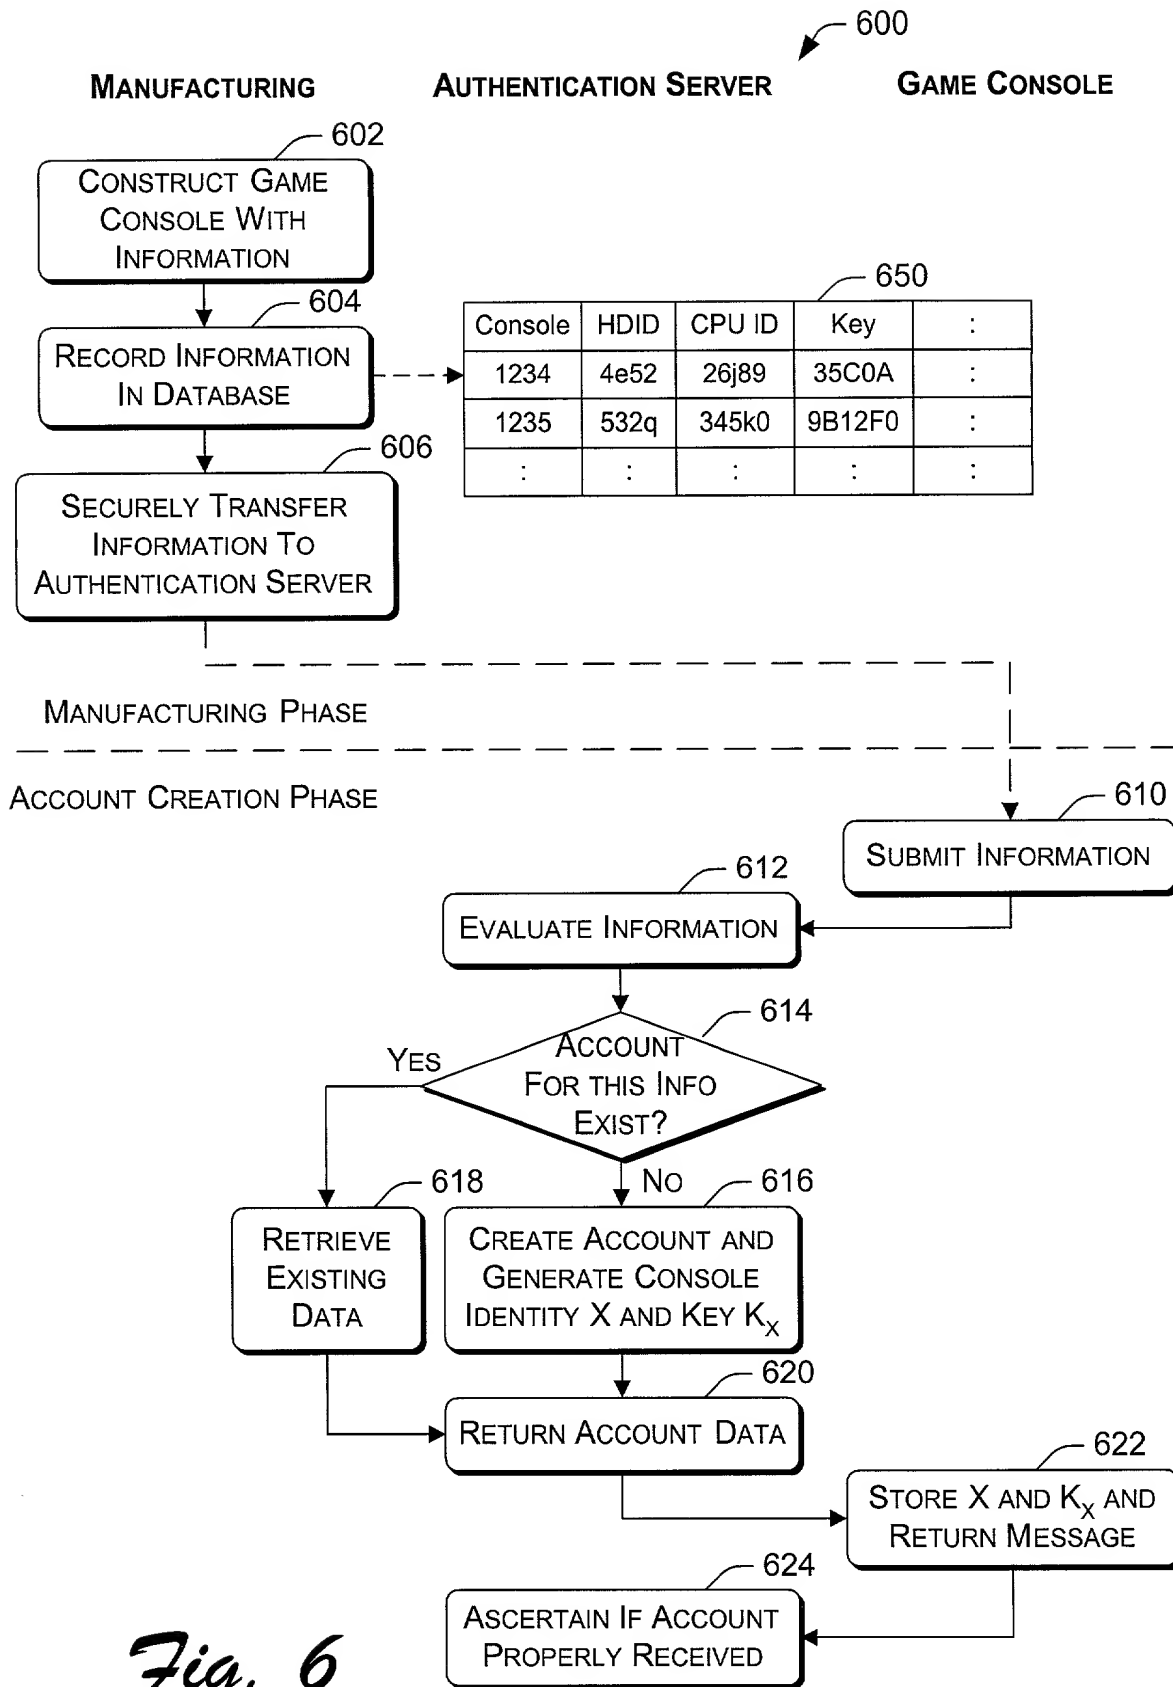 600
MANUFACTURING AUTHENTICATION SERVER GAME CONSOLE
602
CONSTRUCT GAME
CONSOLE WITH
INFORMATION
604
RECORD INFORMATION
IN DATABASE
606
SECURELY TRANSFER
INFORMATION TO
AUTHENTICATION SERVER
650
Console HDID CPU ID Key :
1234 4e52 26j89 35C0A :
1235 532q 345k0 9B12F0 :
: : : : :
MANUFACTURING PHASE
ACCOUNT CREATION PHASE
610
SUBMIT INFORMATION
612
EVALUATE INFORMATION
614
ACCOUNT
FOR THIS INFO
EXIST?
YES
NO
618
RETRIEVE
EXISTING
DATA
616
CREATE ACCOUNT AND
GENERATE CONSOLE
IDENTITY X AND KEY KX
620
RETURN ACCOUNT DATA
622
STORE X AND KX AND
RETURN MESSAGE
624
ASCERTAIN IF ACCOUNT
PROPERLY RECEIVED
Fig. 6